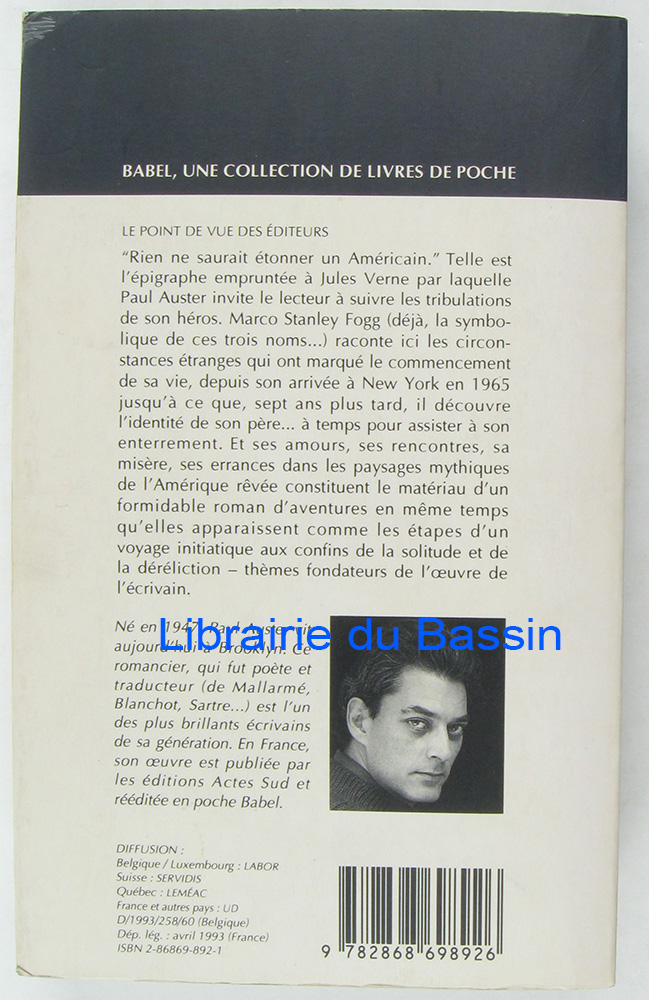 BABEL, UNE COLLECTION DE LIVRES DE POCHE
LE POINT DE VUE DES ÉDITEURS
“Rien ne saurait étonner un Américain.” Telle est
l’épigraphe empruntée à Jules Verne par laquelle
Paul Auster invite le lecteur à suivre les tribulations
de son héros. Marco Stanley Fogg (déjà, la symbo-
lique de ces trois noms...) raconte ici les circon-
stances étranges qui ont marqué le commencement
de sa vie, depuis son arrivée à New York en 1965
jusqu’à ce que, sept ans plus tard, il découvre
l’identité de son père... à temps pour assister à son
enterrement. Et ses amours, ses rencontres, sa
misère, ses errances dans les paysages mythiques
de l’Amérique rêvée constituent le matériau d’un
formidable roman d’aventures en même temps
qu’elles apparaissent comme les étapes d’un
voyage initiatique aux confins de la solitude et de
la déréliction – thèmes fondateurs de l’œuvre de
l’écrivain.
Né en 1947, Paul Auster vit
aujourd’hui à Brooklyn. Ce
romancier, qui fut poète et
traducteur (de Mallarmé,
Blanchot, Sartre...) est l’un
des plus brillants écrivains
de sa génération. En France,
son œuvre est publiée par
les éditions Actes Sud et
rééditée en poche Babel.
Librairie du Bassin
DIFFUSION :
Belgique / Luxembourg : LABOR
Suisse : SERVIDIS
Québec : LEMÉAC
France et autres pays : UD
D/1993/258/60 (Belgique)
Dép. lég. : avril 1993 (France)
ISBN 2-86869-892-1
9 782868 698926